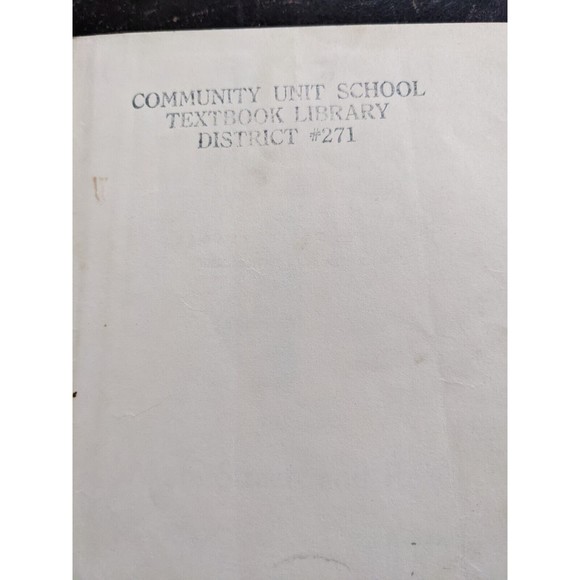 COMMUNITY UNIT SCHOOL
TEXTBOOK LIBRARY
DISTRICT #271